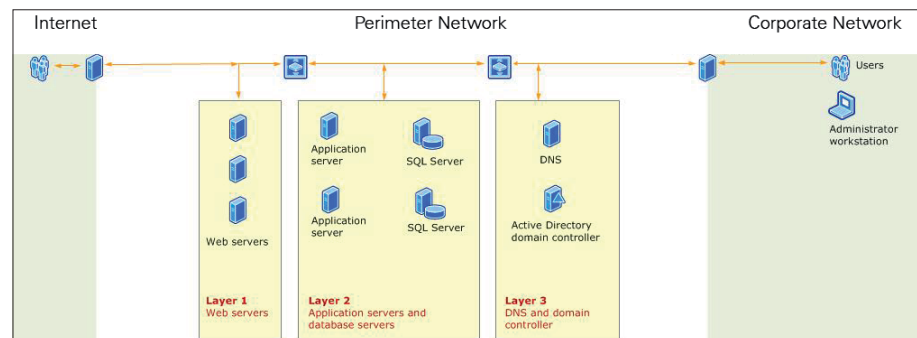 Internet
Perimeter Network
Corporate Network
Users
Administrator
workstation
Application
server
SQL Server
DNS
Application
server
SQL Server
Active Directory
domain controller
Web servers
Layer 1
Web servers
Layer 2
Application servers and
database servers
Layer 3
DNS and domain
controller